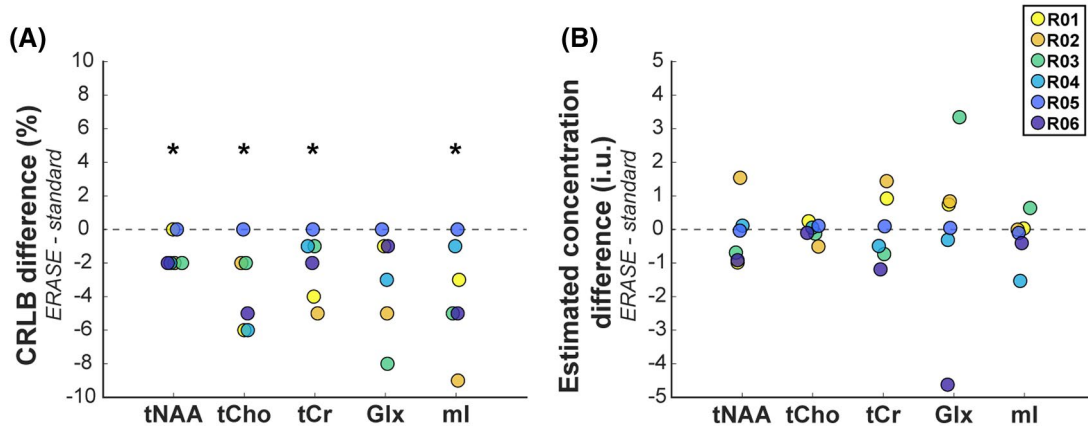 (A)
CRLB difference (%)
ERASE - standard
10
8
6
4
2
0
-2
-4
-6
-8
-10
* * * *
tNAA tCho tCr Glx mI
(B)
Estimated concentration
difference (i.u.)
ERASE - standard
5
4
3
2
1
0
-1
-2
-3
-4
-5
tNAA tCho tCr Glx mI
R01
R02
R03
R04
R05
R06